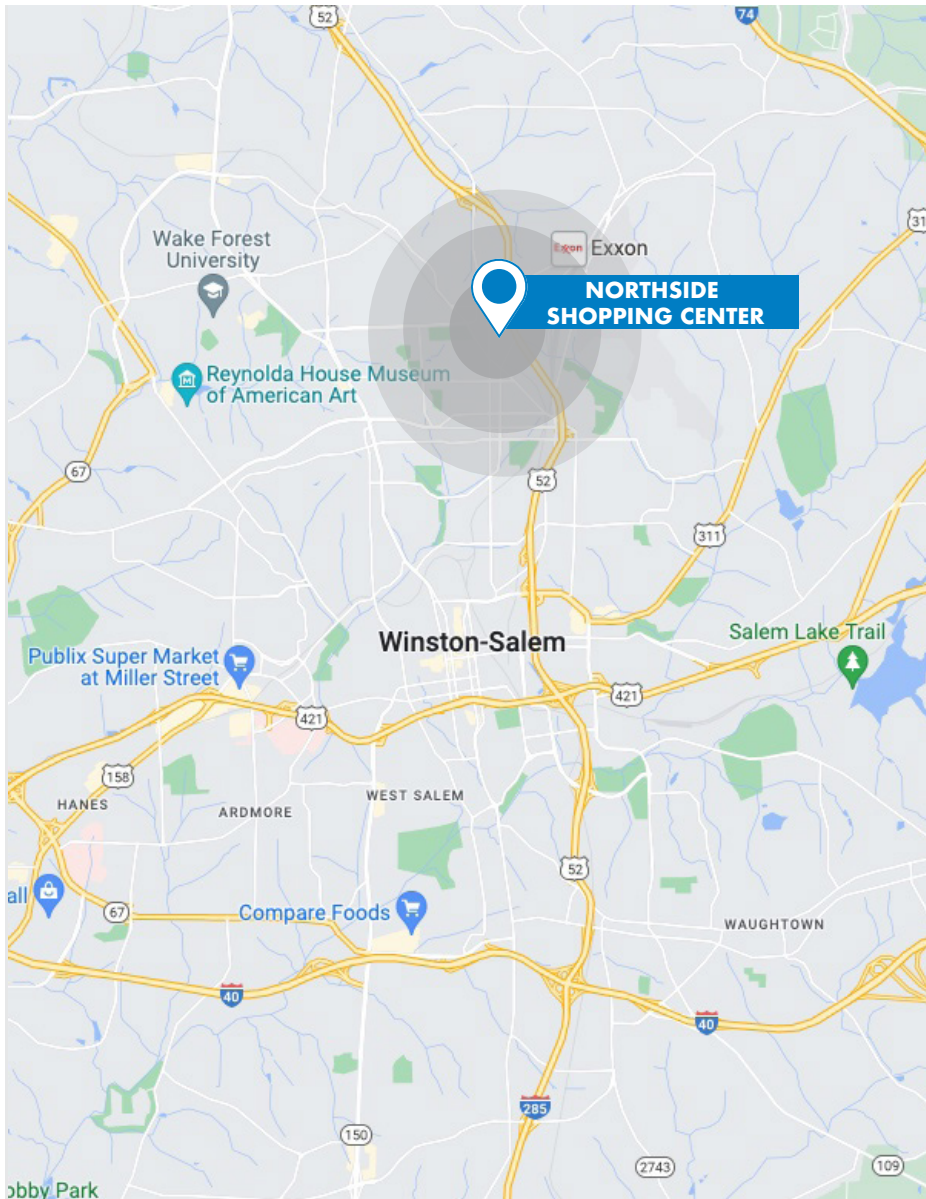 52
74
31
Wake Forest
University
Exxon
Exxon
NORTHSIDE
SHOPPING CENTER
Reynolda House Museum
of American Art
67
52
311
Winston-Salem
Salem Lake Trail
Publix Super Market
at Miller Street
421
421
158
HANES
ARDMORE
WEST SALEM
52
all
67
Compare Foods
WAUGHTOWN
40
40
285
150
2743
109
obby Park